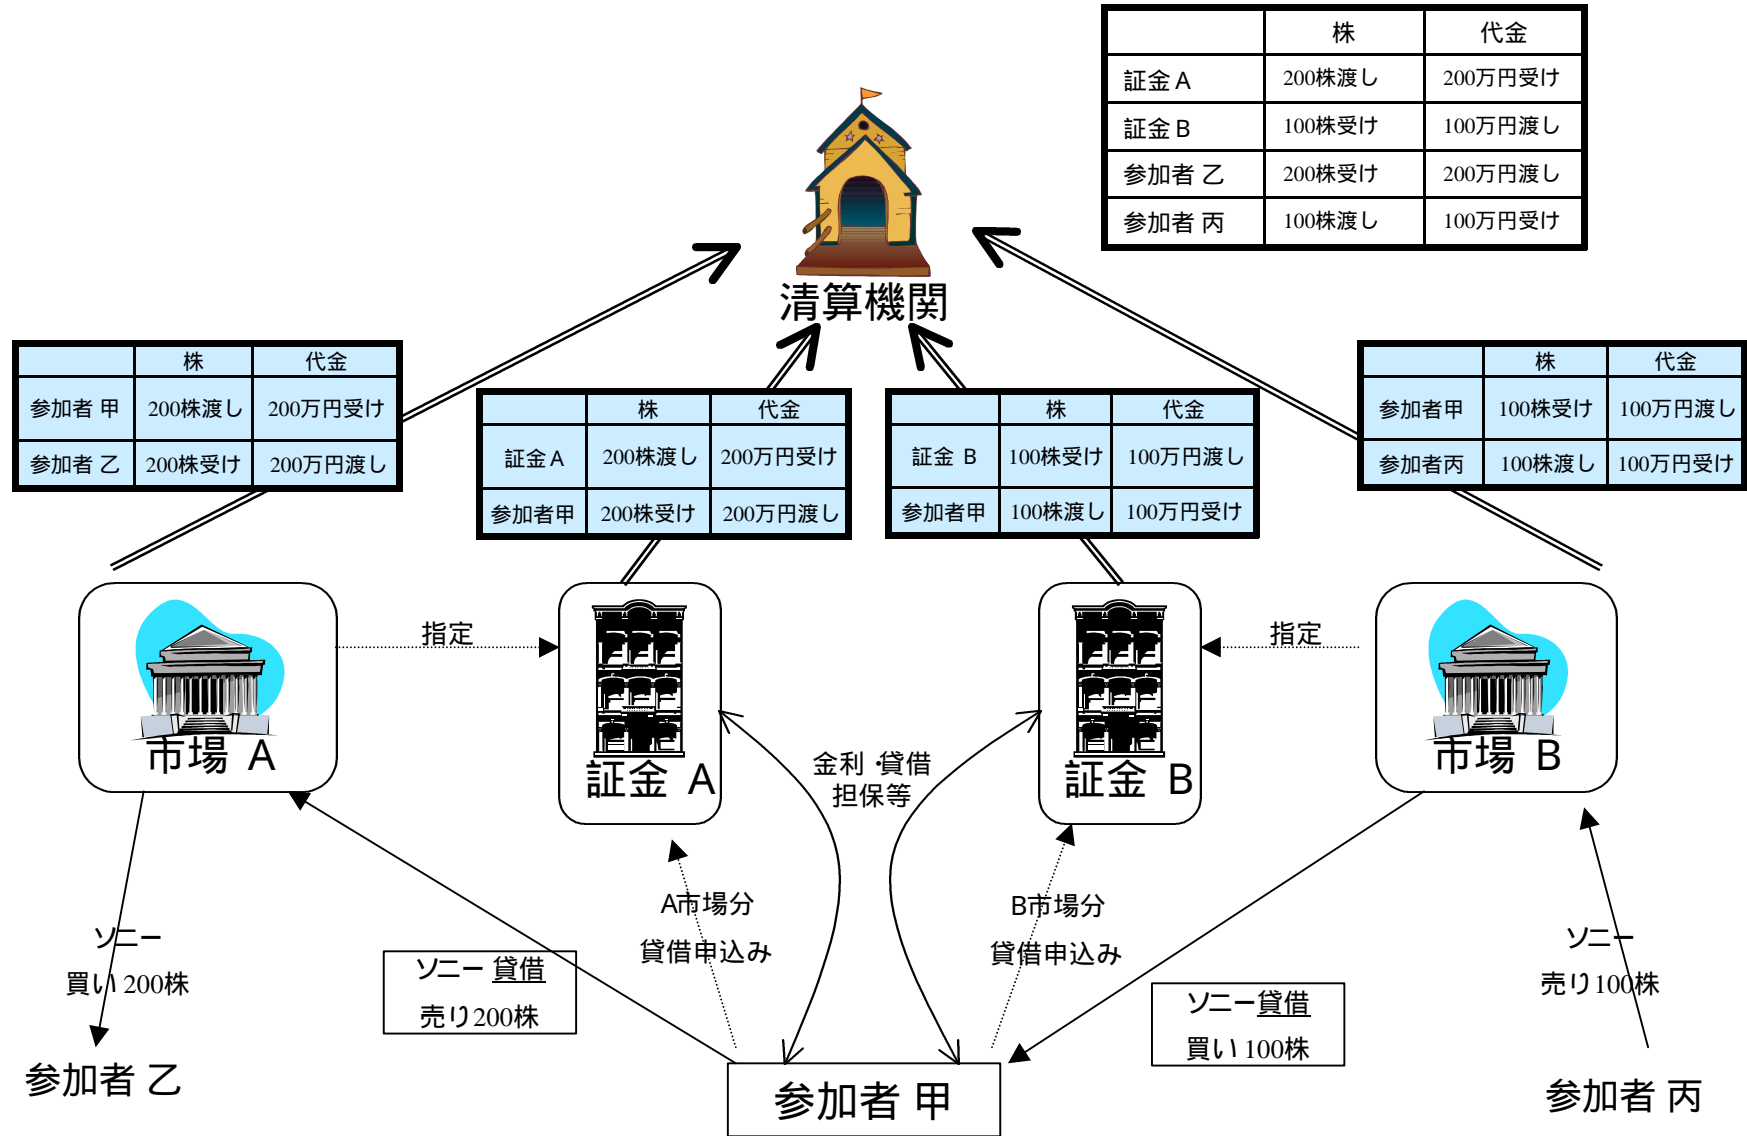 株 代金
証金A 200株渡し 200万円受け
証金B 100株受け 100万円渡し
参加者 乙 200株受け 200万円渡し
参加者 丙 100株渡し 100万円受け
清算機関
株 代金
参加者 甲 200株渡し 200万円受け
参加者 乙 200株受け 200万円渡し
株 代金
証金A 200株渡し 200万円受け
参加者甲 200株受け 200万円渡し
株 代金
証金 B 100株受け 100万円渡し
参加者甲 100株渡し 100万円受け
株 代金
参加者甲 100株受け 100万円渡し
参加者丙 100株渡し 100万円受け
指定
指定
市場 A
証金 A
金利・貸借
担保等
証金 B
市場 B
A市場分
貸借申込み
B市場分
貸借申込み
ソニー
買い 200株
ソニー 貸借
売り200株
ソニー貸借
買い 100株
ソニー
売り100株
参加者 乙
参加者 甲
参加者 丙